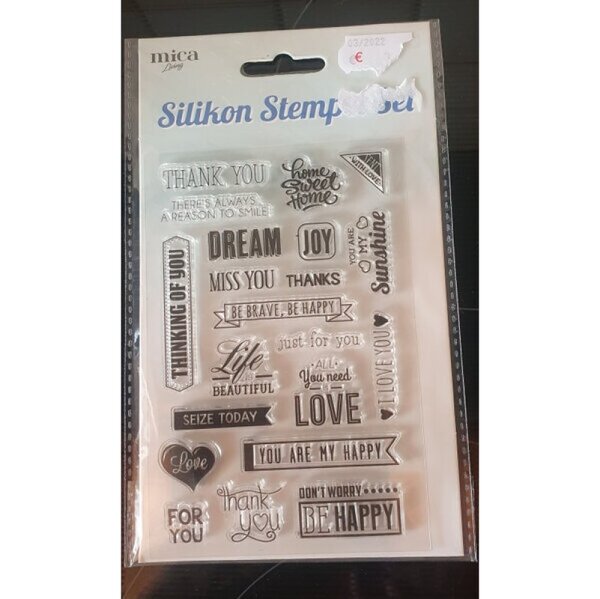 mica
Living
03/2022
€
Silikon Stempel Set
THANK YOU
home
Sweet
Home
WITH LOVE
THERE'S ALWAYS
A REASON TO SMILE
DREAM
JOY
YOU ARE
MY
Sunshine
THINKING OF YOU
MISS YOU
THANKS
BE BRAVE, BE HAPPY
just for you
Life
is
BEAUTIFUL
ALL
You need
is
LOVE
I LOVE YOU
SEIZE TODAY
Love
YOU ARE MY HAPPY
FOR
YOU
thank
you
DON'T WORRY
BE HAPPY